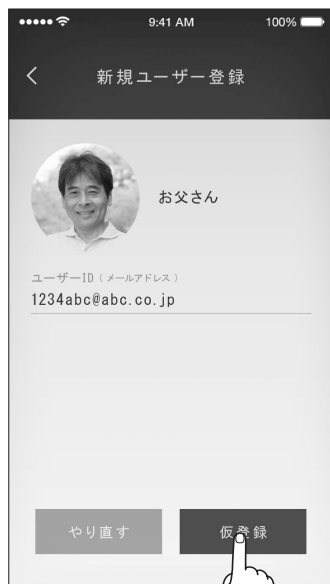 9:41 AM 100%
新規ユーザー登録
お父さん
ユーザーID（メールアドレス）
1234abc@abc.co.jp
やり直す 仮登録